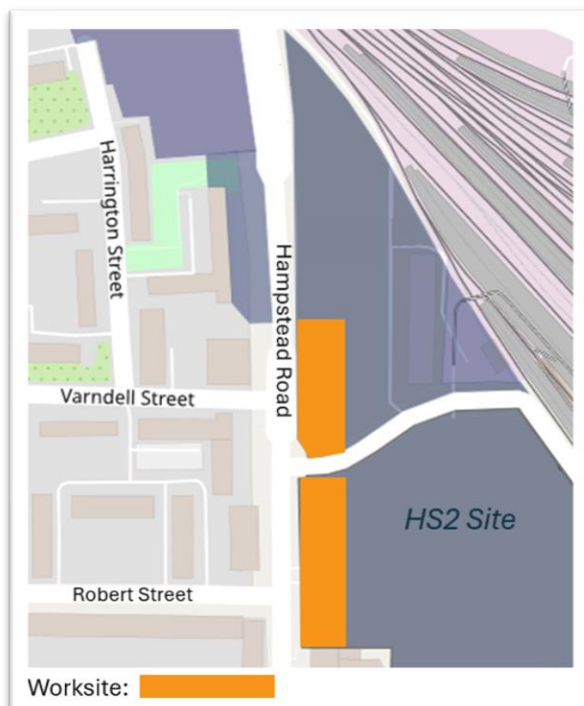 Harrington Street
Hampstead Road
Varndell Street
HS2 Site
Robert Street
Worksite: